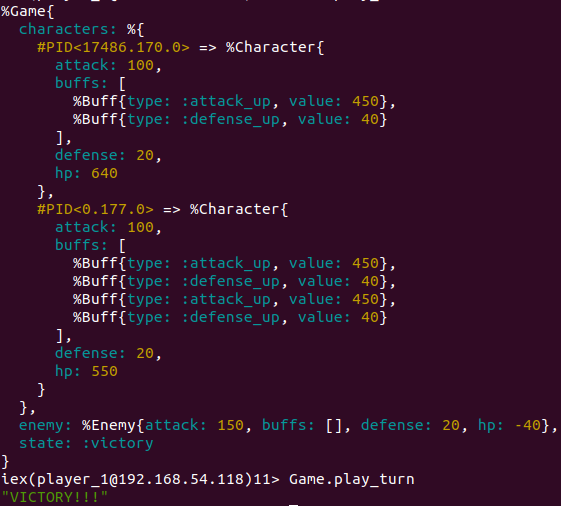 %Game{
  characters: %{
    #PID<17486.170.0> => %Character{
      attack: 100,
      buffs: [
        %Buff{type: :attack_up, value: 450},
        %Buff{type: :defense_up, value: 40}
      ],
      defense: 20,
      hp: 640
    },
    #PID<0.177.0> => %Character{
      attack: 100,
      buffs: [
        %Buff{type: :attack_up, value: 450},
        %Buff{type: :defense_up, value: 40},
        %Buff{type: :attack_up, value: 450},
        %Buff{type: :defense_up, value: 40}
      ],
      defense: 20,
      hp: 550
    }
  },
  enemy: %Enemy{attack: 150, buffs: [], defense: 20, hp: -40},
  state: :victory
}
iex(player_1@192.168.54.118)11> Game.play_turn
"VICTORY!!!"